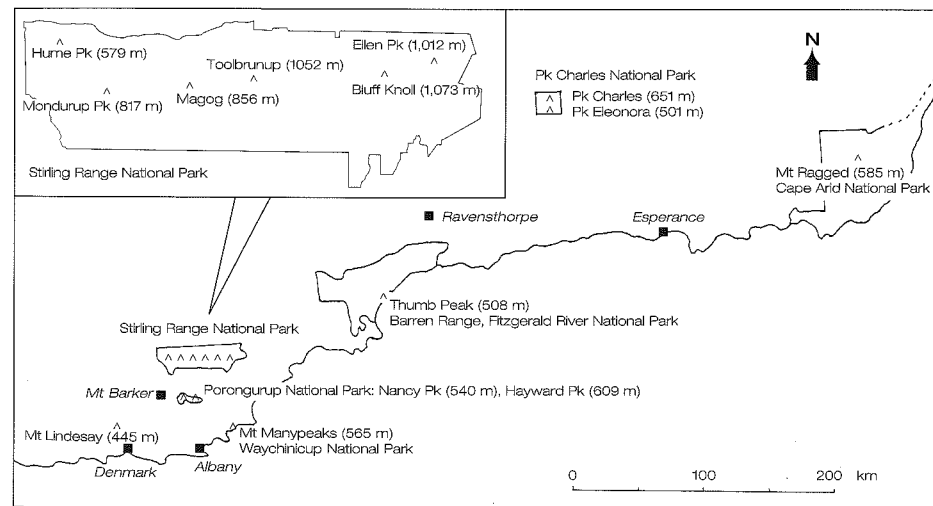 Hume Pk (579 m)
Ellen Pk (1,012 m)
Toolbrunup (1052 m)
Mondurup Pk (817 m)
Magog (856 m)
Bluff Knoll (1,073 m)
Stirling Range National Park
N
Pk Charles National Park
Pk Charles (651 m)
Pk Eleonora (501 m)
Mt Ragged (585 m)
Cape Arid National Park
Ravensthorpe
Esperance
Thumb Peak (508 m)
Barren Range, Fitzgerald River National Park
Stirling Range National Park
Mt Barker
Porongurup National Park: Nancy Pk (540 m), Hayward Pk (609 m)
Mt Lindesay (445 m)
Mt Manypeaks (565 m)
Waychinicup National Park
Denmark
Albany
0 100 200 km